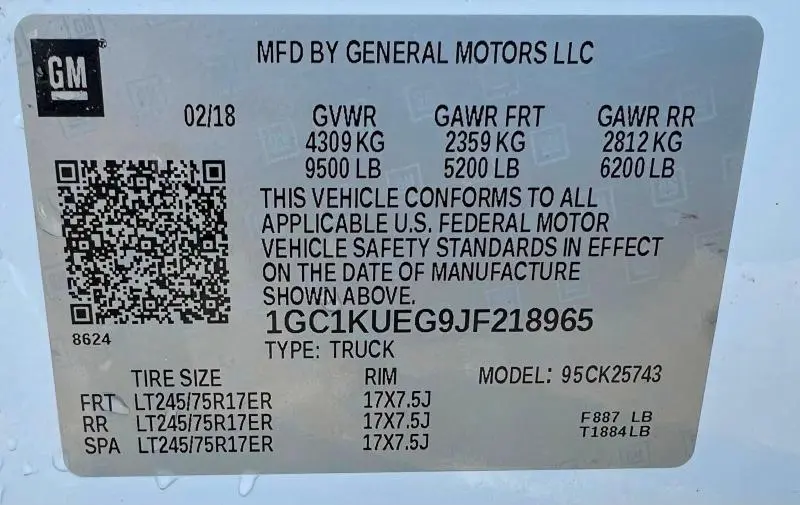 GM
MFD BY GENERAL MOTORS LLC
02/18 GVWR GAWR FRT GAWR RR
4309 KG 2359 KG 2812 KG
9500 LB 5200 LB 6200 LB
THIS VEHICLE CONFORMS TO ALL
APPLICABLE U.S. FEDERAL MOTOR
VEHICLE SAFETY STANDARDS IN EFFECT
ON THE DATE OF MANUFACTURE
SHOWN ABOVE.
8624
1GC1KUEG9JF218965
TYPE: TRUCK
TIRE SIZE RIM MODEL: 95CK25743
FRT LT245/75R17ER 17X7.5J
RR LT245/75R17ER 17X7.5J F887 LB
SPA LT245/75R17ER 17X7.5J T1884LB